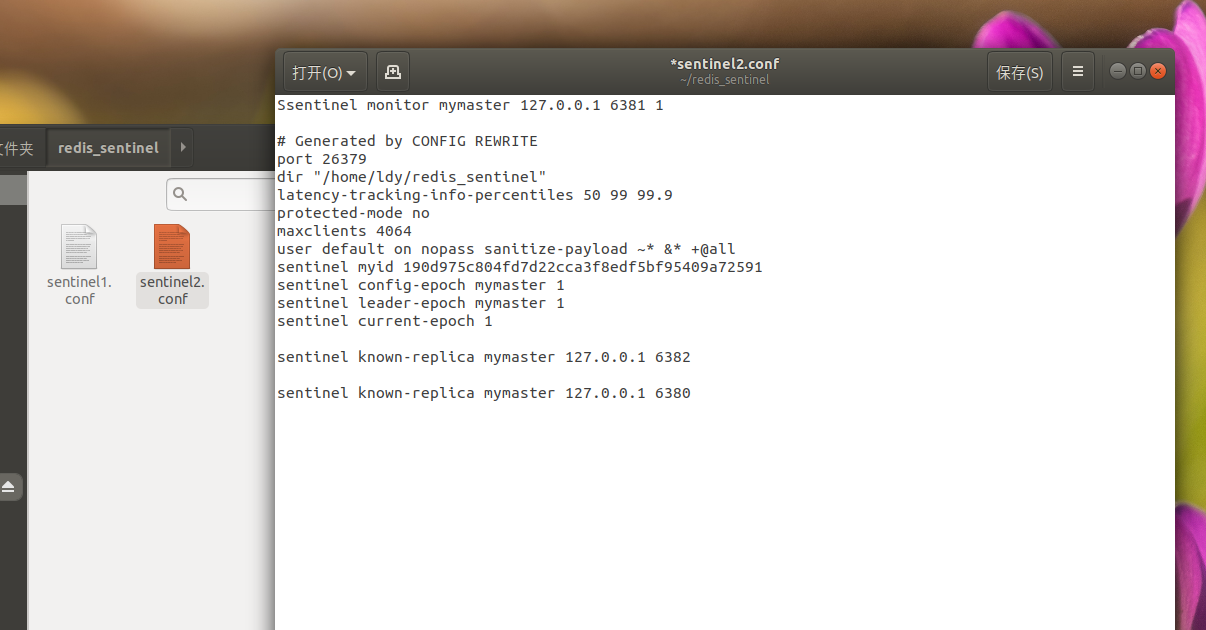 *sentinel2.conf
~/redis_sentinel
打开(O)
保存(S)
Ssentinel monitor mymaster 127.0.0.1 6381 1
# Generated by CONFIG REWRITE
port 26379
dir "/home/ldy/redis_sentinel"
latency-tracking-info-percentiles 50 99 99.9
protected-mode no
maxclients 4064
user default on nopass sanitize-payload ~* &* +@all
sentinel myid 190d975c804fd7d22cca3f8edf5bf95409a72591
sentinel config-epoch mymaster 1
sentinel leader-epoch mymaster 1
sentinel current-epoch 1
sentinel known-replica mymaster 127.0.0.1 6382
sentinel known-replica mymaster 127.0.0.1 6380
件夹
redis_sentinel
sentinel1.
conf
sentinel2.
conf